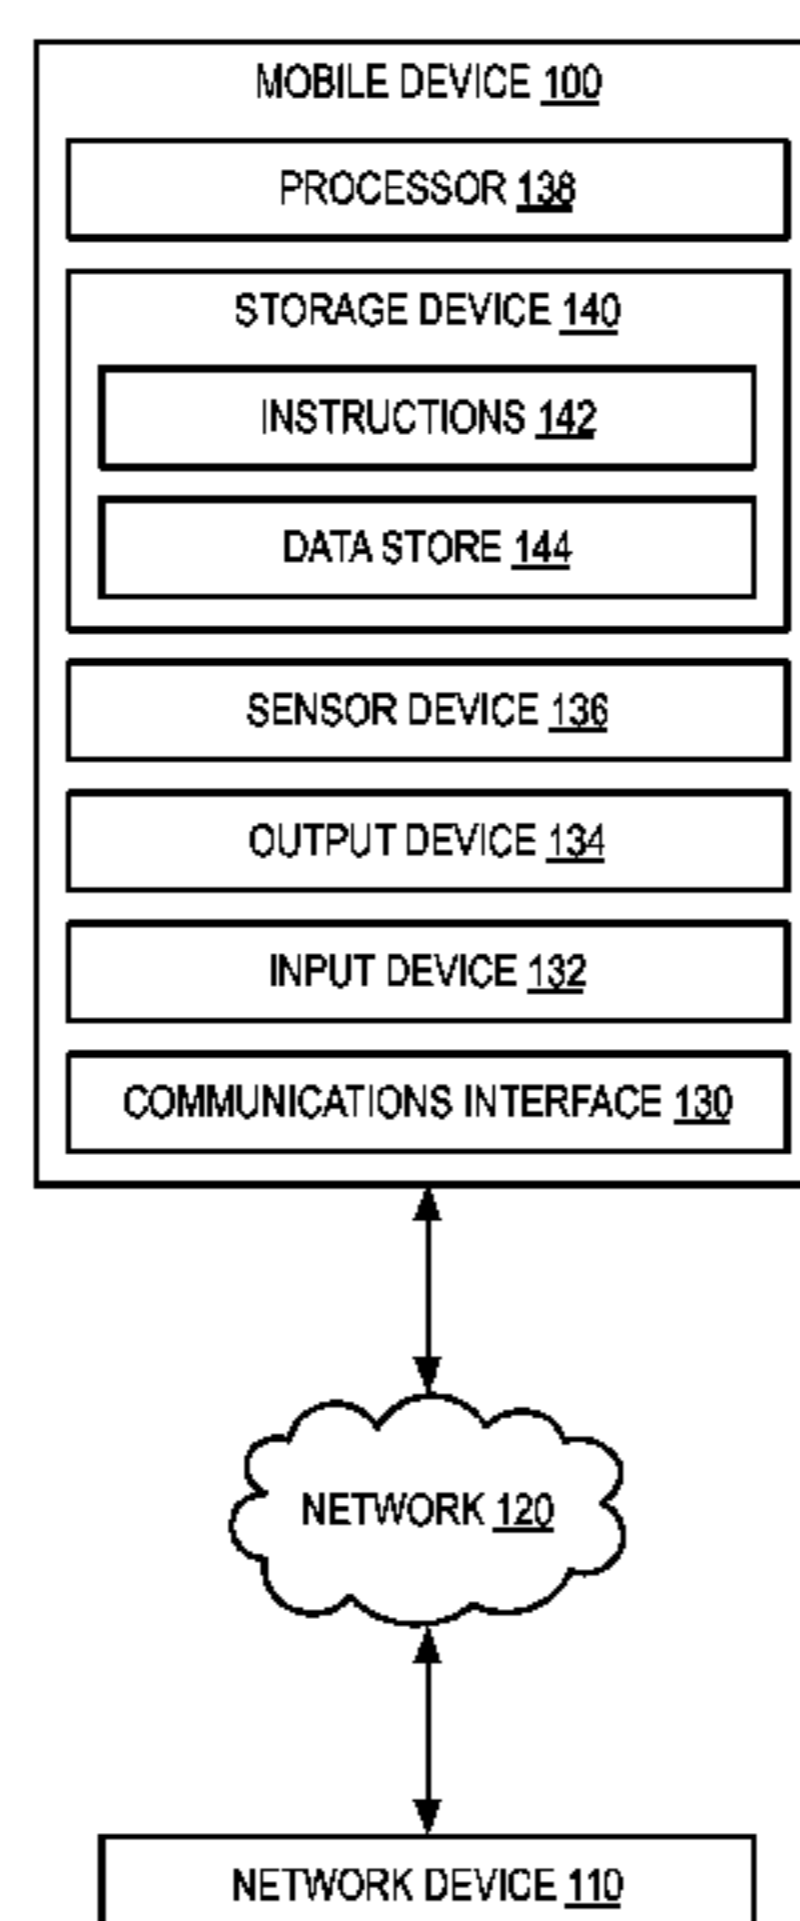 MOBILE DEVICE 100
PROCESSOR 138
STORAGE DEVICE 140
INSTRUCTIONS 142
DATA STORE 144
SENSOR DEVICE 136
OUTPUT DEVICE 134
INPUT DEVICE 132
COMMUNICATIONS INTERFACE 130
NETWORK 120
NETWORK DEVICE 110